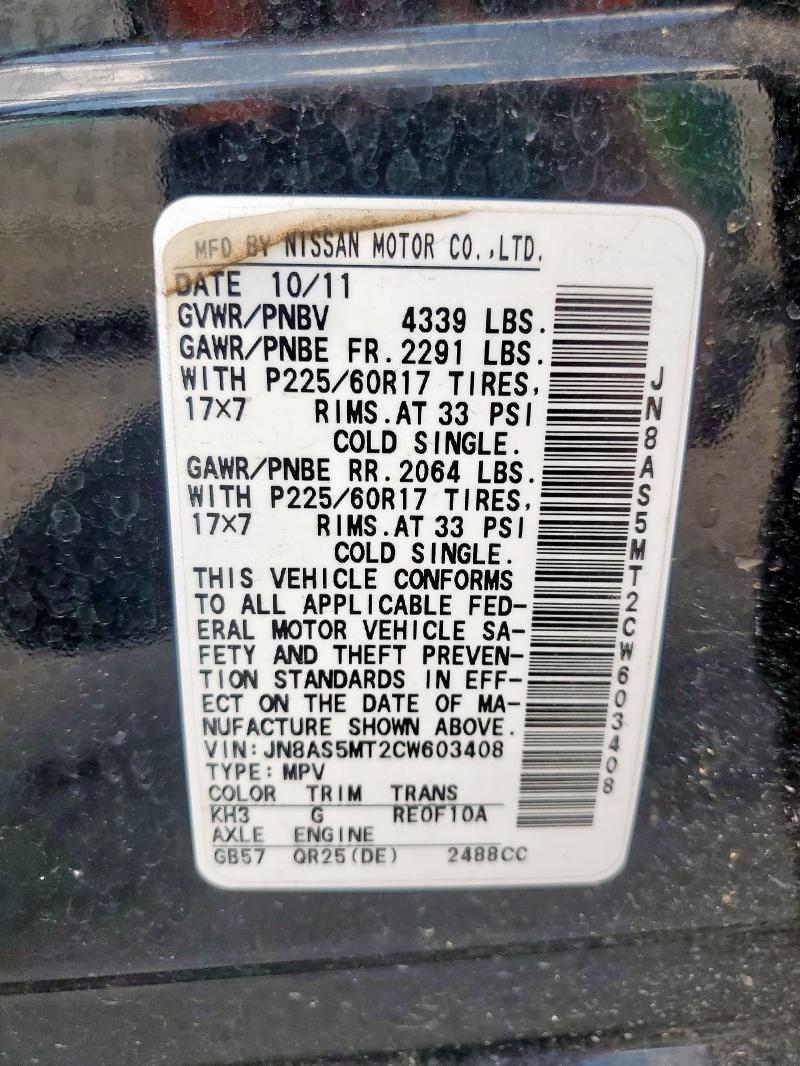 MFD BY NISSAN MOTOR CO.,LTD.
DATE 10/11
GVWR/PNBV 4339 LBS.
GAWR/PNBE FR.2291 LBS.
WITH P225/60R17 TIRES,
17×7 RIMS.AT 33 PSI
COLD SINGLE.
GAWR/PNBE RR.2064 LBS.
WITH P225/60R17 TIRES,
17×7 RIMS.AT 33 PSI
COLD SINGLE.
THIS VEHICLE CONFORMS
TO ALL APPLICABLE FED-
ERAL MOTOR VEHICLE SA-
FETY AND THEFT PREVEN-
TION STANDARDS IN EFF-
ECT ON THE DATE OF MA-
NUFACTURE SHOWN ABOVE.
VIN:JN8AS5MT2CW603408
TYPE:MPV
COLOR TRIM TRANS
KH3 G RE0F10A
AXLE ENGINE
GB57 QR25(DE) 2488CC
JN8AS5MT2CW603408